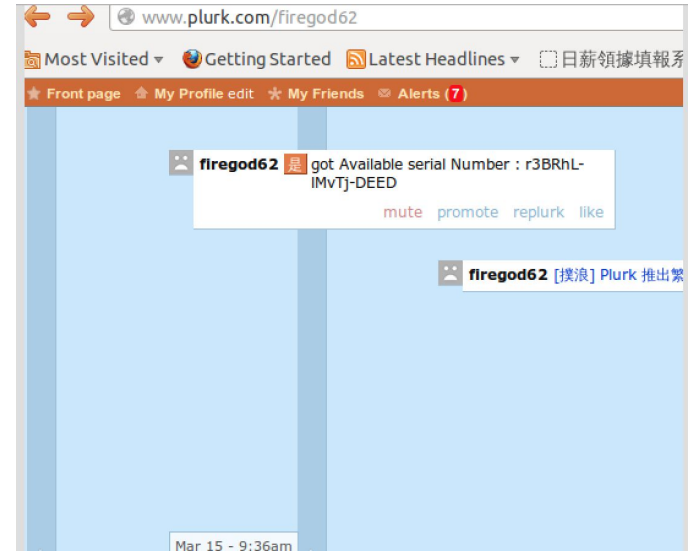 www.plurk.com/firegod62
Most Visited Getting Started Latest Headlines 日薪領據填報系
Front page My Profile edit My Friends Alerts (7)
firegod62 是 got Available serial Number : r3BRhL-
lMvTj-DEED
mute promote replurk like
firegod62 [撲浪] Plurk 推出繁
Mar 15 - 9:36am